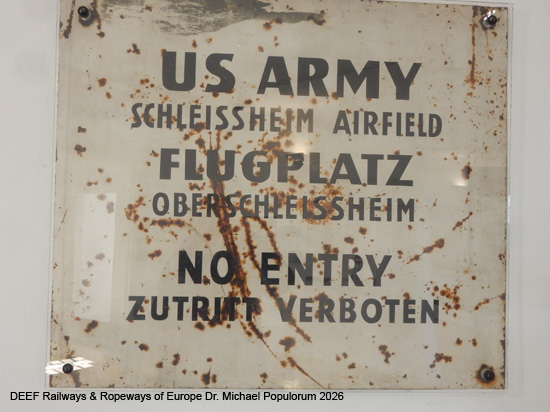 US ARMY
SCHLEISSHEIM AIRFIELD
FLUGPLATZ
OBERSCHLEISSHEIM
NO ENTRY
ZUTRITT VERBOTEN
DEEF Railways & Ropeways of Europe Dr. Michael Populorum 2026